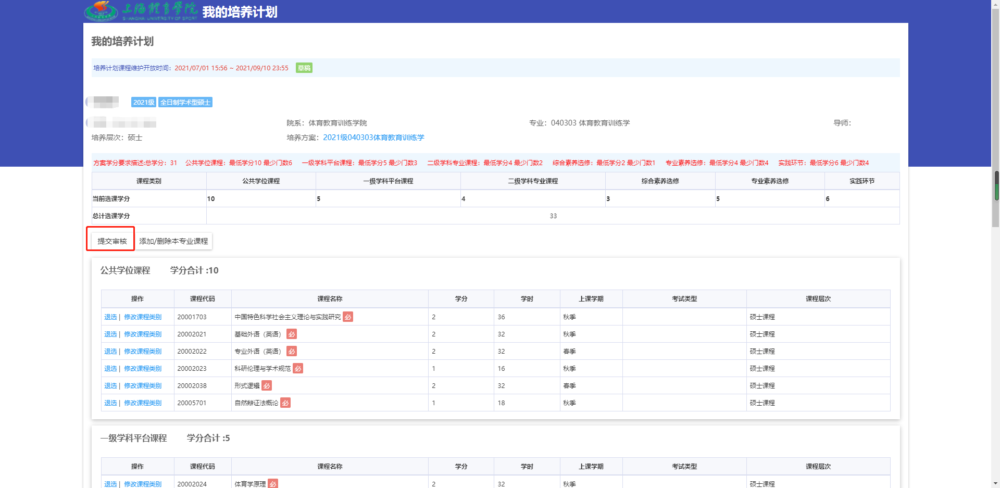 上海体育学院 我的培养计划
SHANGHAI UNIVERSITY OF SPORT
我的培养计划
培养计划课程维护开放时间：2021/07/01 15:56 ~ 2021/09/10 23:55 草稿
2021级 全日制学术型硕士
院系：体育教育训练学院 专业：040303 体育教育训练学 导师：
培养层次：硕士 培养方案：2021级040303体育教育训练学
方案学分要求描述:总学分：31 公共学位课程：最低学分10 最少门数6 一级学科平台课程：最低学分5 最少门数3 二级学科专业课程：最低学分4 最少门数2 综合素养选修：最低学分2 最少门数1 专业素养选修：最低学分4 最少门数4 实践环节：最低学分6 最少门数4
课程类别 公共学位课程 一级学科平台课程 二级学科专业课程 综合素养选修 专业素养选修 实践环节
当前选课学分 10 5 4 3 5 6
总计选课学分 33
提交审核 添加/删除本专业课程
公共学位课程 学分合计 :10
操作 课程代码 课程名称 学分 学时 上课学期 考试类型 课程层次
退选 | 修改课程类别 20001703 中国特色科学社会主义理论与实践研究 必 2 36 秋季 硕士课程
退选 | 修改课程类别 20002021 基础外语（英语） 必 2 32 秋季 硕士课程
退选 | 修改课程类别 20002022 专业外语（英语） 必 2 32 春季 硕士课程
退选 | 修改课程类别 20002023 科研伦理与学术规范 必 1 16 秋季 硕士课程
退选 | 修改课程类别 20002038 形式逻辑 必 2 32 春季 硕士课程
退选 | 修改课程类别 20005701 自然辩证法概论 必 1 18 秋季 硕士课程
一级学科平台课程 学分合计 :5
操作 课程代码 课程名称 学分 学时 上课学期 考试类型 课程层次
退选 | 修改课程类别 20002024 体育学原理 必 2 32 秋季 硕士课程